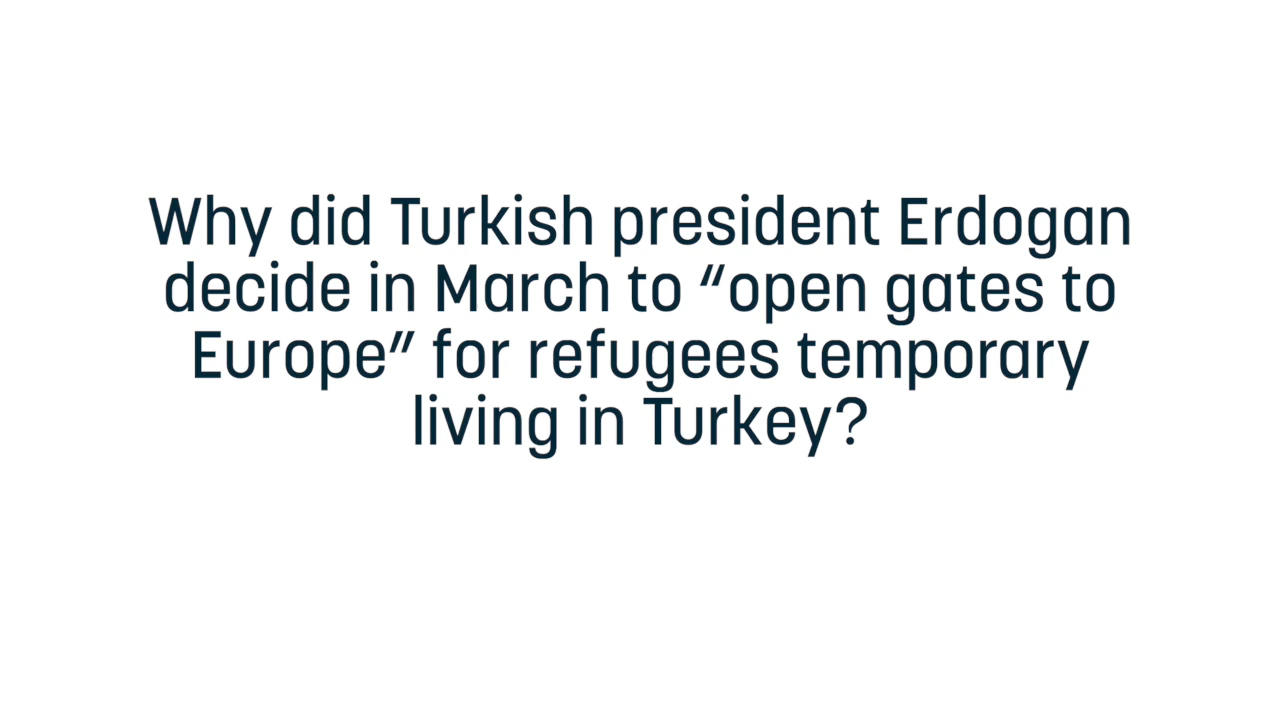 Why did Turkish president Erdogan
decide in March to “open gates to
Europe” for refugees temporary
living in Turkey?